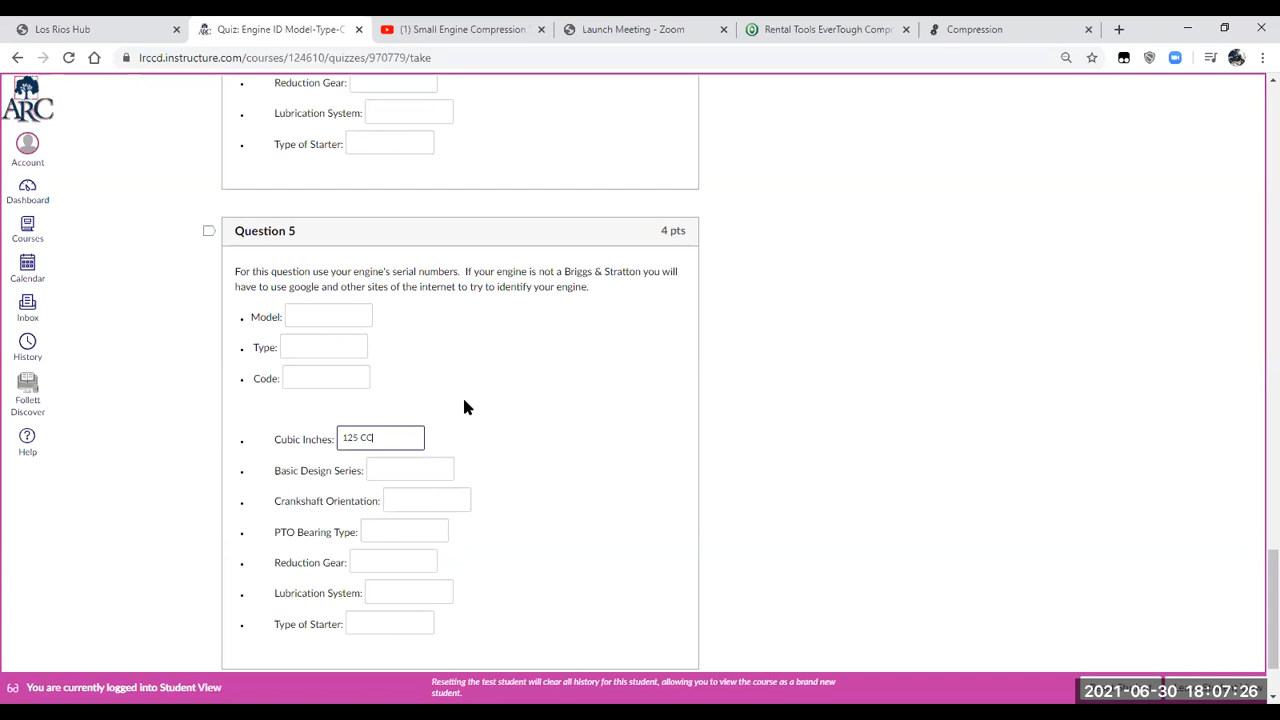 Los Rios Hub
Quiz: Engine ID Model-Type-C
(1) Small Engine Compression
Launch Meeting - Zoom
Rental Tools EverTough Comp
Compression
lrccd.instructure.com/courses/124610/quizzes/970779/take
ARC
Account
Dashboard
Courses
Calendar
Inbox
History
Follett
Discover
Help
Reduction Gear:
Lubrication System:
Type of Starter:
Question 5
4 pts
For this question use your engine's serial numbers. If your engine is not a Briggs & Stratton you will
have to use google and other sites of the internet to try to identify your engine.
Model:
Type:
Code:
Cubic Inches: 125 CC
Basic Design Series:
Crankshaft Orientation:
PTO Bearing Type:
Reduction Gear:
Lubrication System:
Type of Starter:
You are currently logged into Student View
Resetting the test student will clear all history for this student, allowing you to view the course as a brand new
student.
2021-06-30 18:07:26